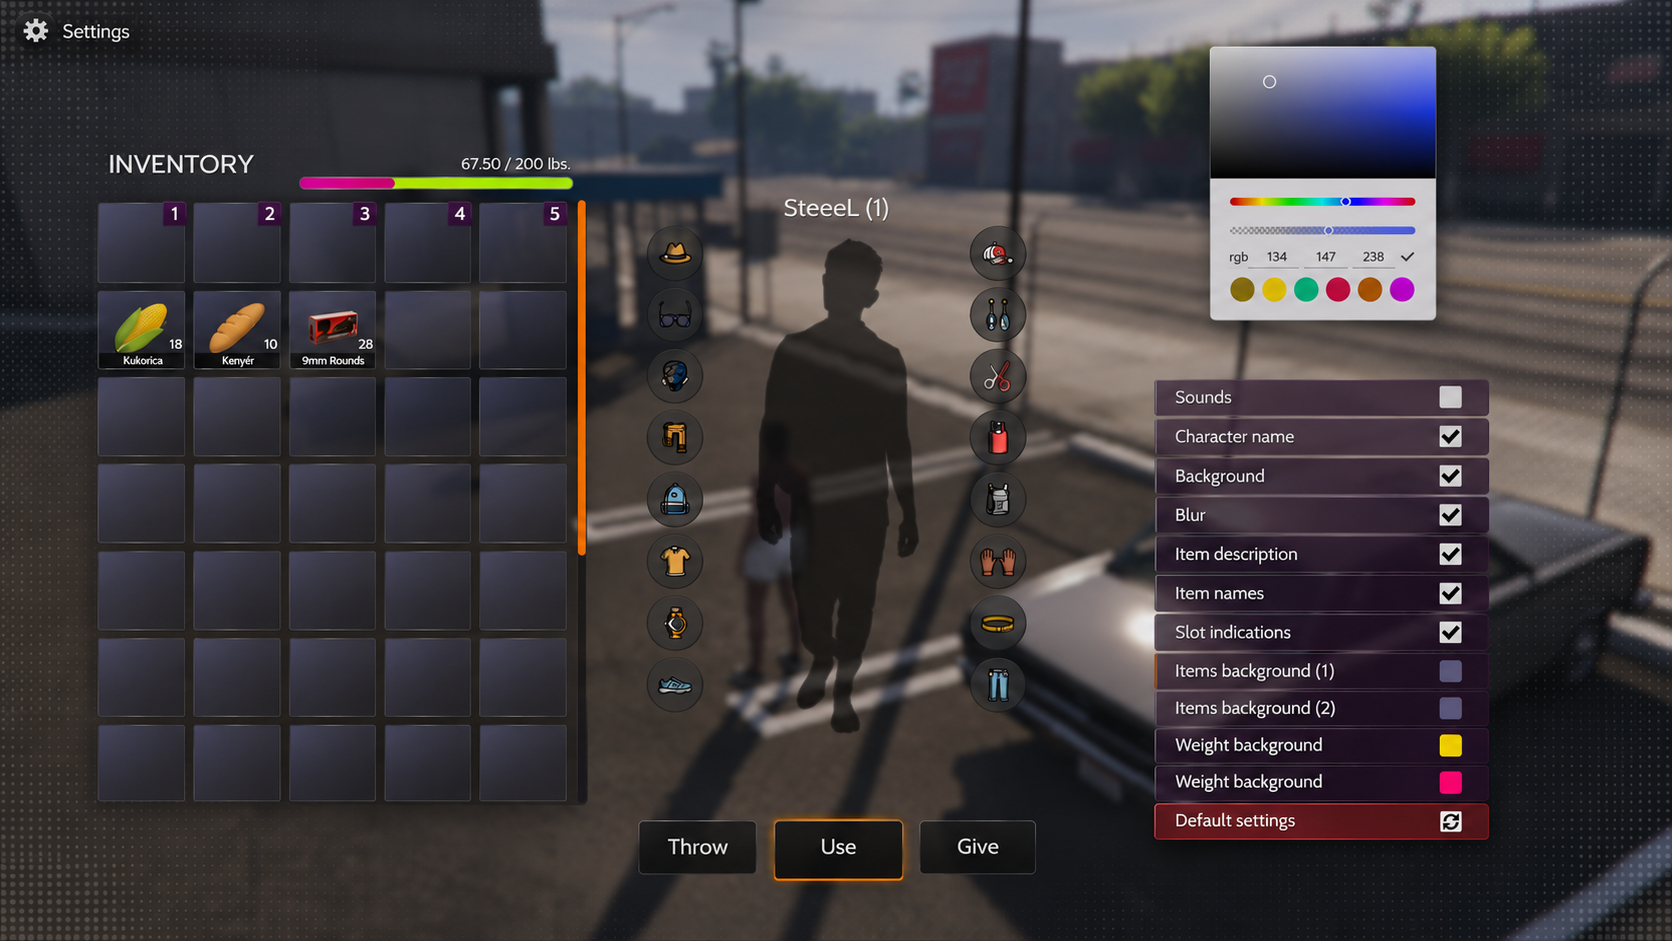 Settings
INVENTORY
67.50 / 200 lbs.
1
2
3
4
5
18
Kukorica
10
Kenyér
28
9mm Rounds
SteeeL (1)
Throw
Use
Give
rgb 134 147 238
Sounds
Character name
Background
Blur
Item description
Item names
Slot indications
Items background (1)
Items background (2)
Weight background
Weight background
Default settings